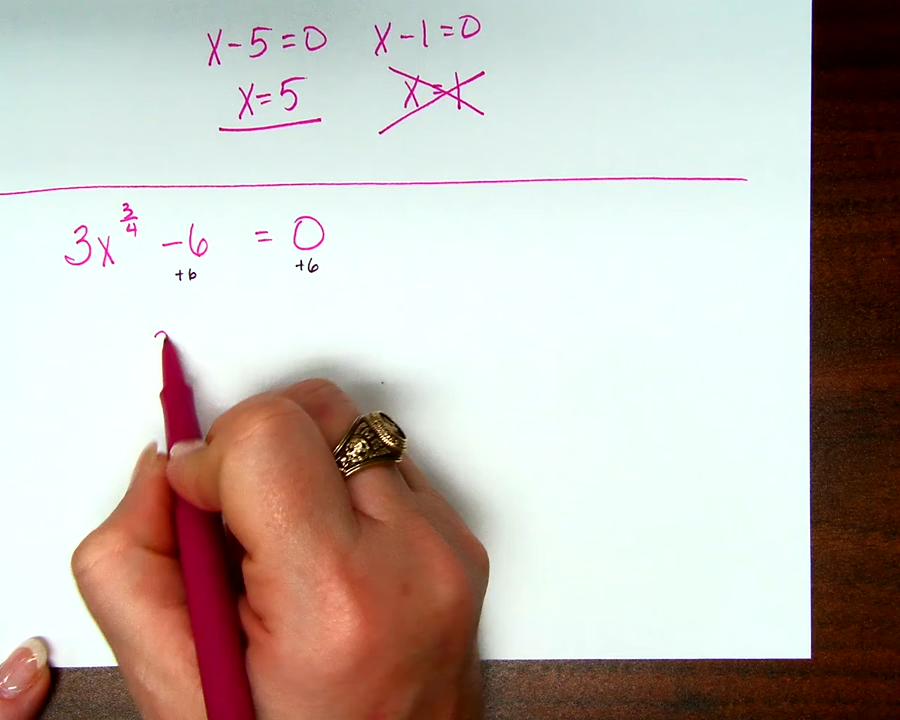 x-5=0 x-1=0
x=5 x=1
3x^{3/4} -6 = 0
+6 +6